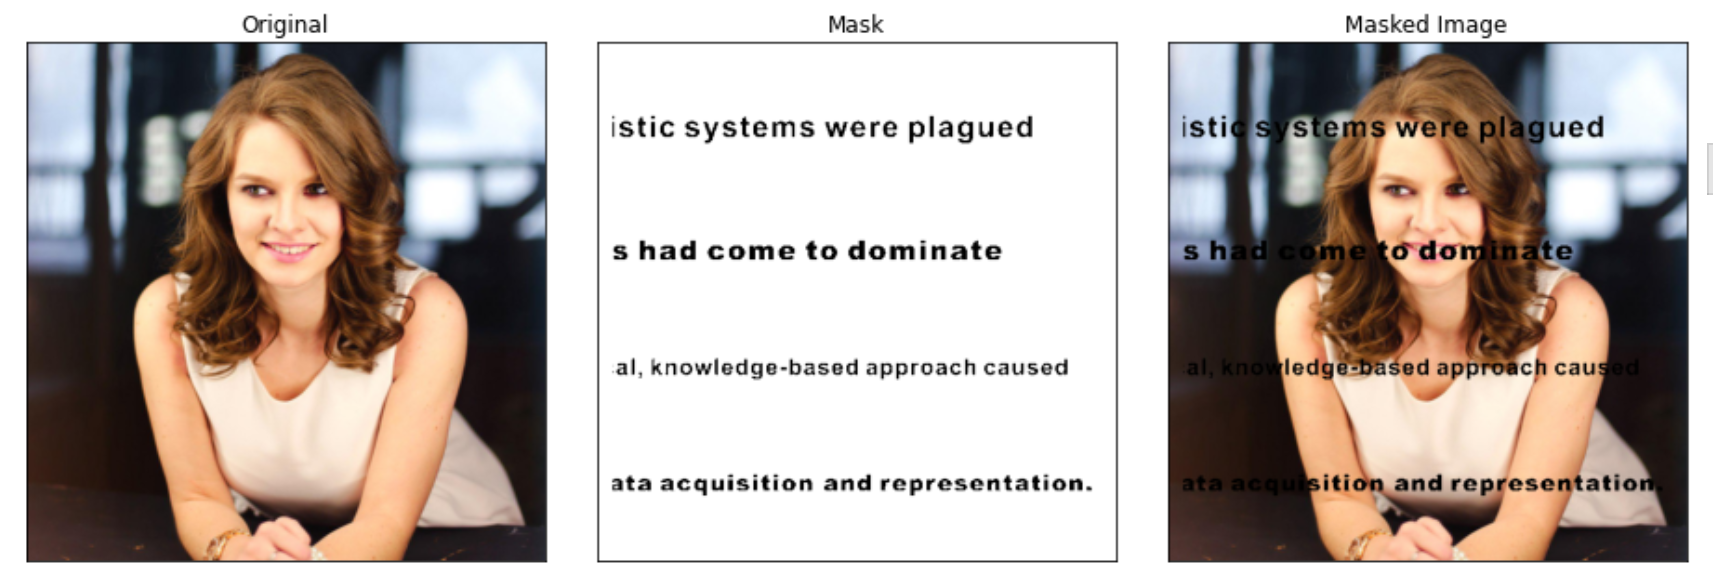 Original
Mask
Masked Image
istic systems were plagued
s had come to dominate
al, knowledge-based approach caused
ata acquisition and representation.
istic systems were plagued
s had come to dominate
al, knowledge-based approach caused
ata acquisition and representation.